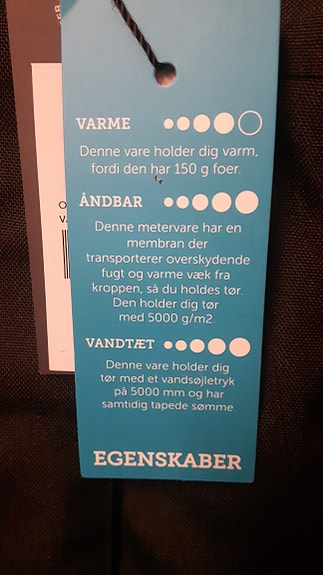 VARME
Denne vare holder dig varm,
fordi den har 150 g foer.
ÅNDBAR
Denne metervare har en
membran der
transporterer overskydende
fugt og varme væk fra
kroppen, så du holdes tør.
Den holder dig tør
med 5000 g/m2.
VANDTÆT
Denne vare holder dig
tør med et vandsøjletryk
på 5000 mm og har
samtidig tapede sømme.
EGENSKABER